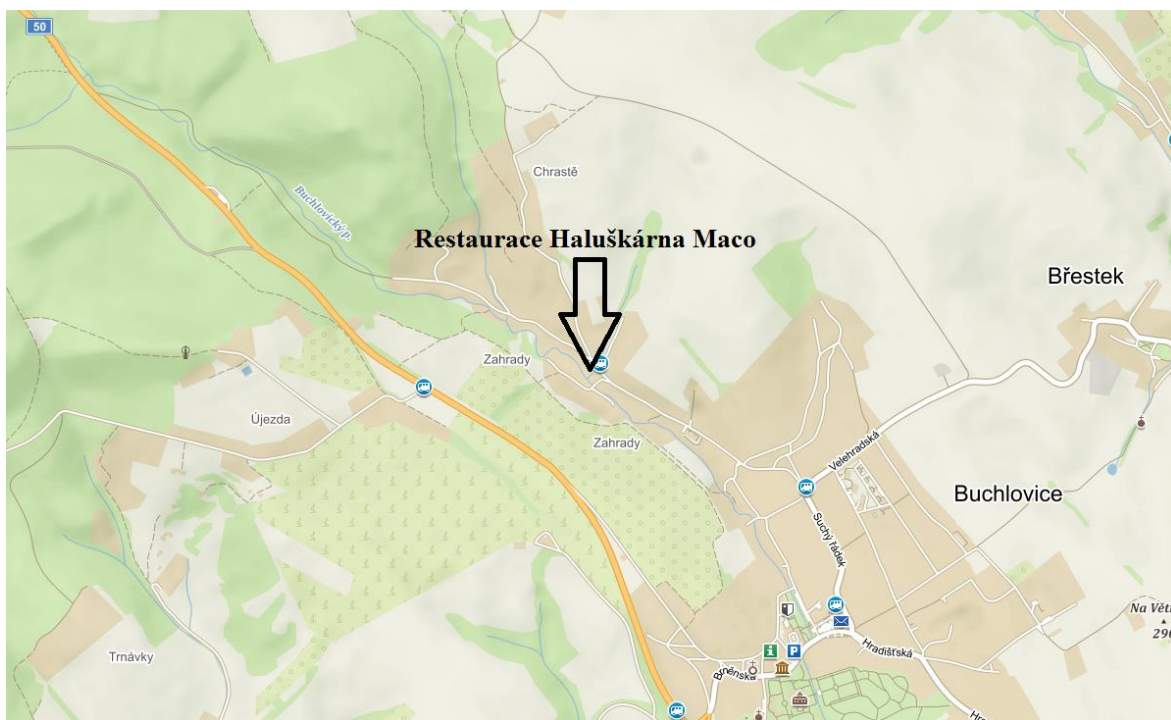 50
Chrastě
Buchlovický p.
Restaurace Haluškárna Maco
Břestek
Zahrady
Újezda
Zahrady
Velehradská
Buchlovice
Suchý řádek
Na Vět
290
Hradišťská
Trnávky
Brněnská
Hr